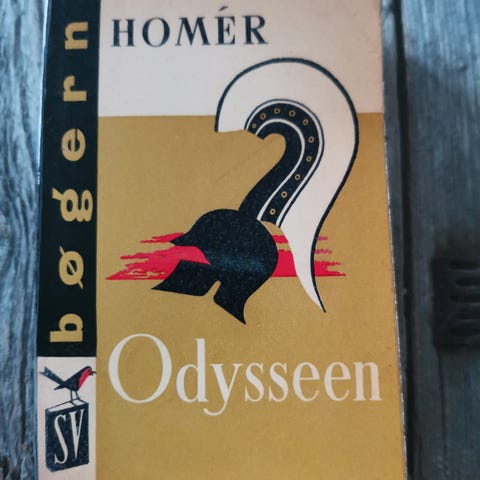 HOMÉR
bøgern
SV
Odysseen